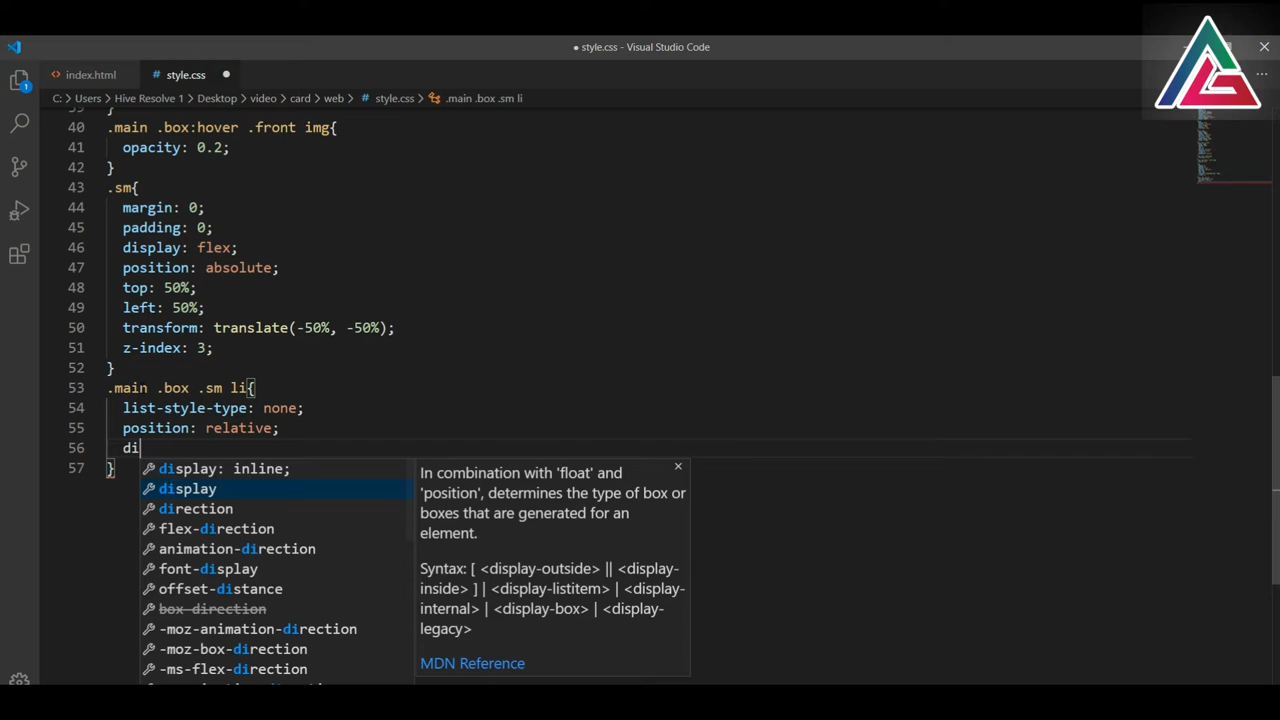 ● style.css - Visual Studio Code
index.html
style.css
C: > Users > Hive Resolve 1 > Desktop > video > card > web > style.css > .main .box .sm li
39 }
40 .main .box:hover .front img{
41 opacity: 0.2;
42 }
43 .sm{
44 margin: 0;
45 padding: 0;
46 display: flex;
47 position: absolute;
48 top: 50%;
49 left: 50%;
50 transform: translate(-50%, -50%);
51 z-index: 3;
52 }
53 .main .box .sm li{
54 list-style-type: none;
55 position: relative;
56 di
57 }
display: inline;
display
direction
flex-direction
animation-direction
font-display
offset-distance
box-direction
-moz-animation-direction
-moz-box-direction
-ms-flex-direction
In combination with 'float' and
'position', determines the type of box or
boxes that are generated for an
element.
Syntax: [ <display-outside> || <display-
inside> ] | <display-listitem> | <display-
internal> | <display-box> | <display-
legacy>
MDN Reference
1